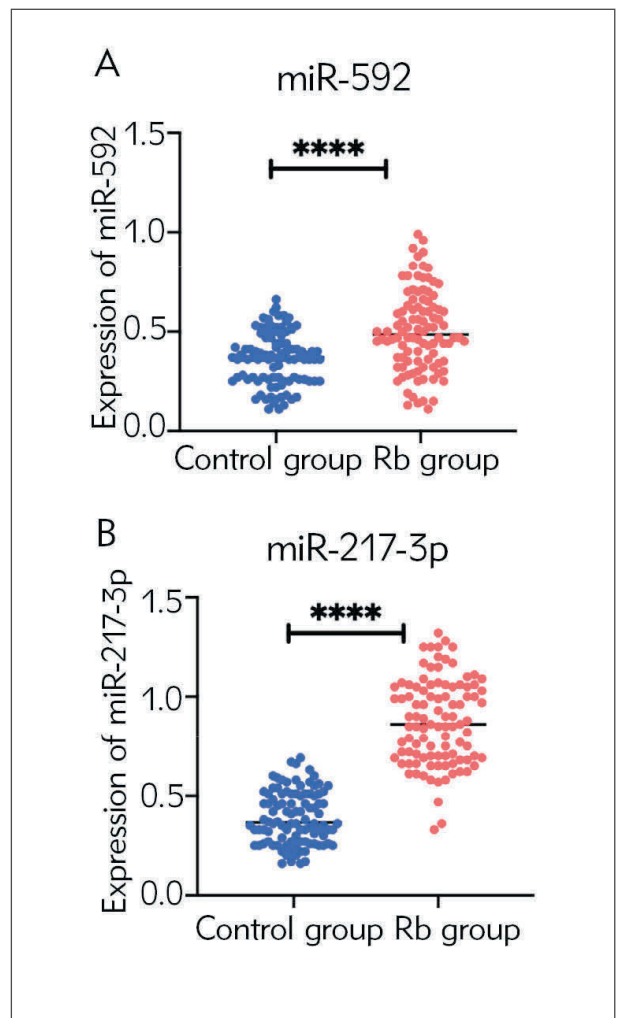 A
miR-592
Expression of miR-592
1.5
1.0
0.5
0.0
****
Control group Rb group
B
miR-217-3p
Expression of miR-217-3p
1.5
1.0
0.5
0.0
****
Control group Rb group